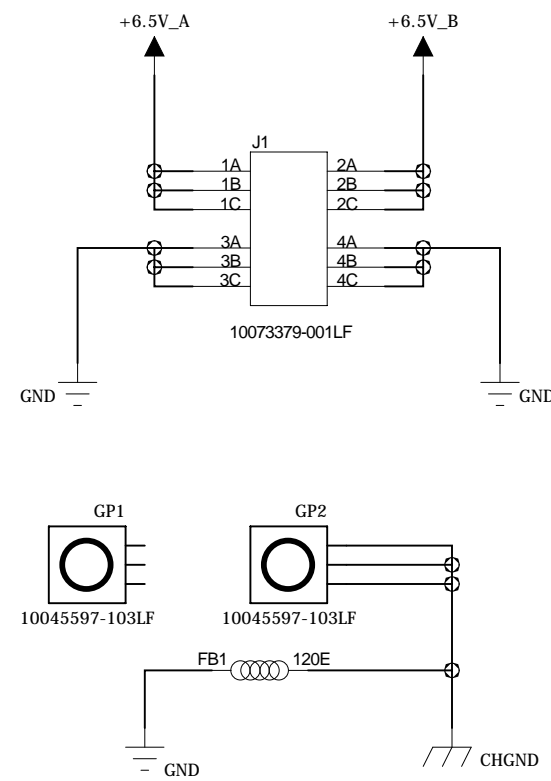 +6.5V_A +6.5V_B
J1
1A 2A
1B 2B
1C 2C
3A 4A
3B 4B
3C 4C
10073379-001LF
GND GND
GP1 GP2
10045597-103LF 10045597-103LF
FB1 120E
GND CHGND